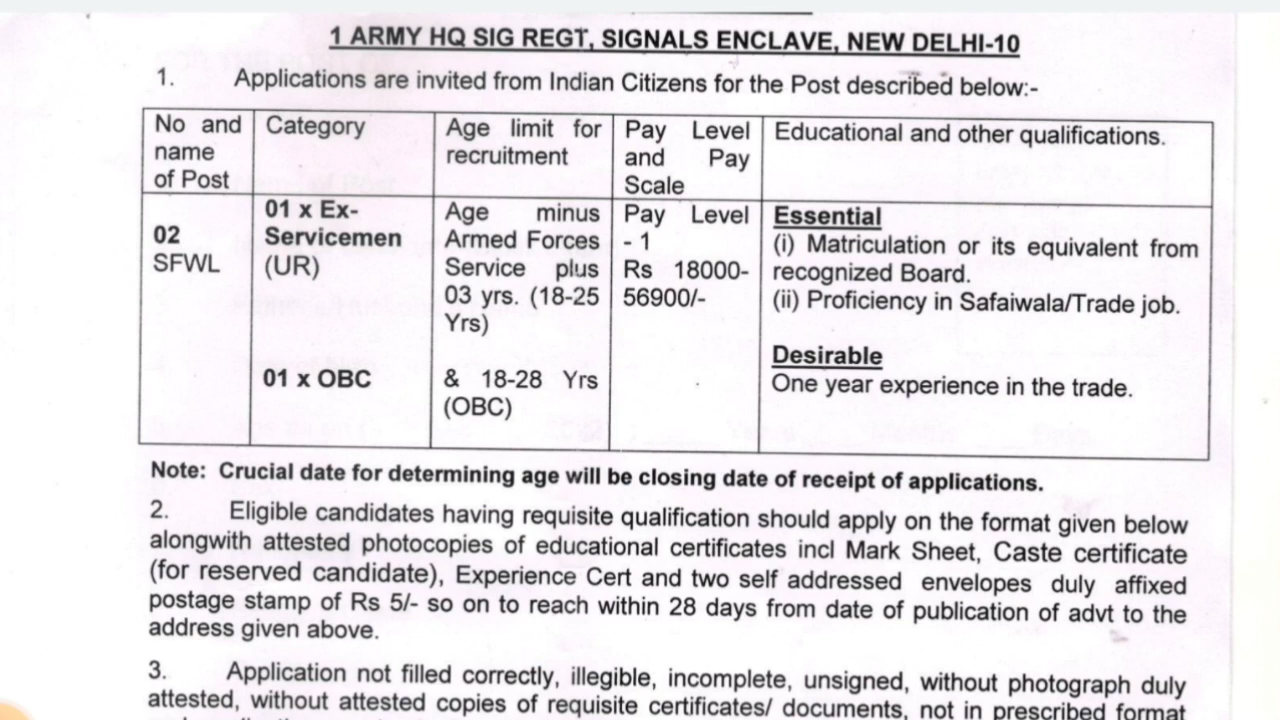 1 ARMY HQ SIG REGT, SIGNALS ENCLAVE, NEW DELHI-10
1. Applications are invited from Indian Citizens for the Post described below:-
No and name of Post
Category
Age limit for recruitment
Pay Level and Pay Scale
Educational and other qualifications.
02
SFWL
01 x Ex-
Servicemen
(UR)
01 x OBC
Age minus
Armed Forces
Service plus
03 yrs. (18-25
Yrs)
& 18-28 Yrs
(OBC)
Pay Level
- 1
Rs 18000-
56900/-
Essential
(i) Matriculation or its equivalent from
recognized Board.
(ii) Proficiency in Safaiwala/Trade job.
Desirable
One year experience in the trade.
Note: Crucial date for determining age will be closing date of receipt of applications.
2. Eligible candidates having requisite qualification should apply on the format given below
alongwith attested photocopies of educational certificates incl Mark Sheet, Caste certificate
(for reserved candidate), Experience Cert and two self addressed envelopes duly affixed
postage stamp of Rs 5/- so on to reach within 28 days from date of publication of advt to the
address given above.
3. Application not filled correctly, illegible, incomplete, unsigned, without photograph duly
attested, without attested copies of requisite certificates/ documents, not in prescribed format